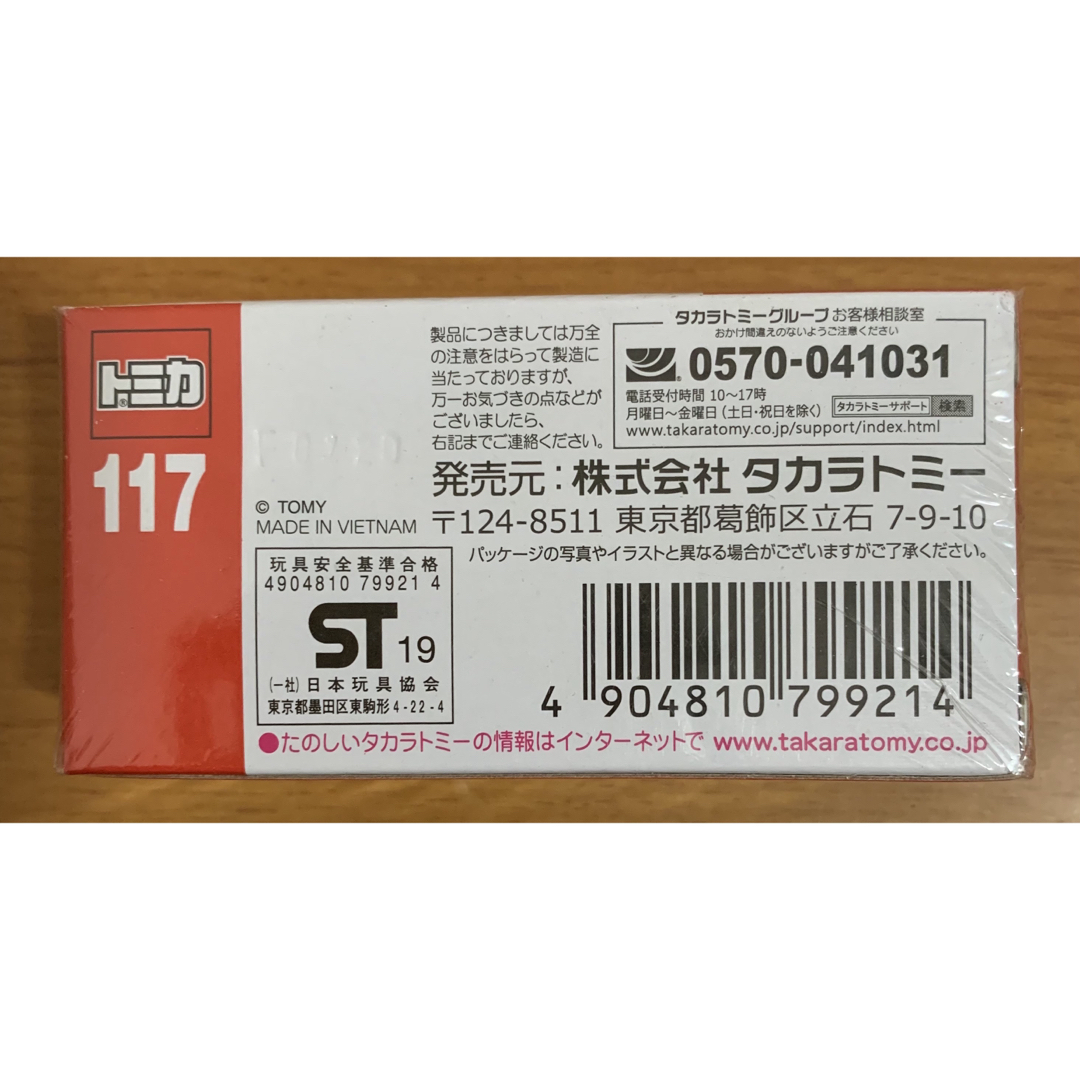 トミカ®
117
© TOMY
MADE IN VIETNAM
玩具安全基準合格
4904810 79921 4
ST 19
(一社)日本玩具協会
東京都墨田区東駒形4-22-4
製品につきましては万全
の注意をはらって製造に
当たっておりますが、
万一お気づきの点などが
ございましたら、
右記までご連絡ください。
タカラトミーグループ お客様相談室
おかけ間違えのないようご注意ください
0570-041031
電話受付時間 10〜17時
月曜日〜金曜日(土日・祝日を除く) タカラトミーサポート 検索
www.takaratomy.co.jp/support/index.html
発売元:株式会社 タカラトミー
〒124-8511 東京都葛飾区立石 7-9-10
パッケージの写真やイラストと異なる場合がございますがご了承ください。
4 904810 799214
●たのしいタカラトミーの情報はインターネットで www.takaratomy.co.jp